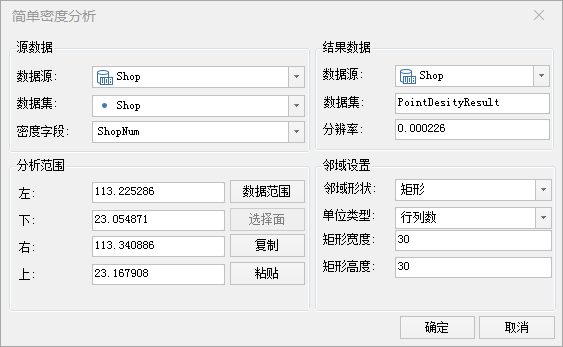 简单密度分析
源数据
数据源: Shop
数据集: Shop
密度字段: ShopNum
结果数据
数据源: Shop
数据集: PointDesityResult
分辨率: 0.000226
分析范围
左: 113.225286 数据范围
下: 23.054871 选择面
右: 113.340886 复制
上: 23.167908 粘贴
邻域设置
邻域形状: 矩形
单位类型: 行列数
矩形宽度: 30
矩形高度: 30
确定 取消